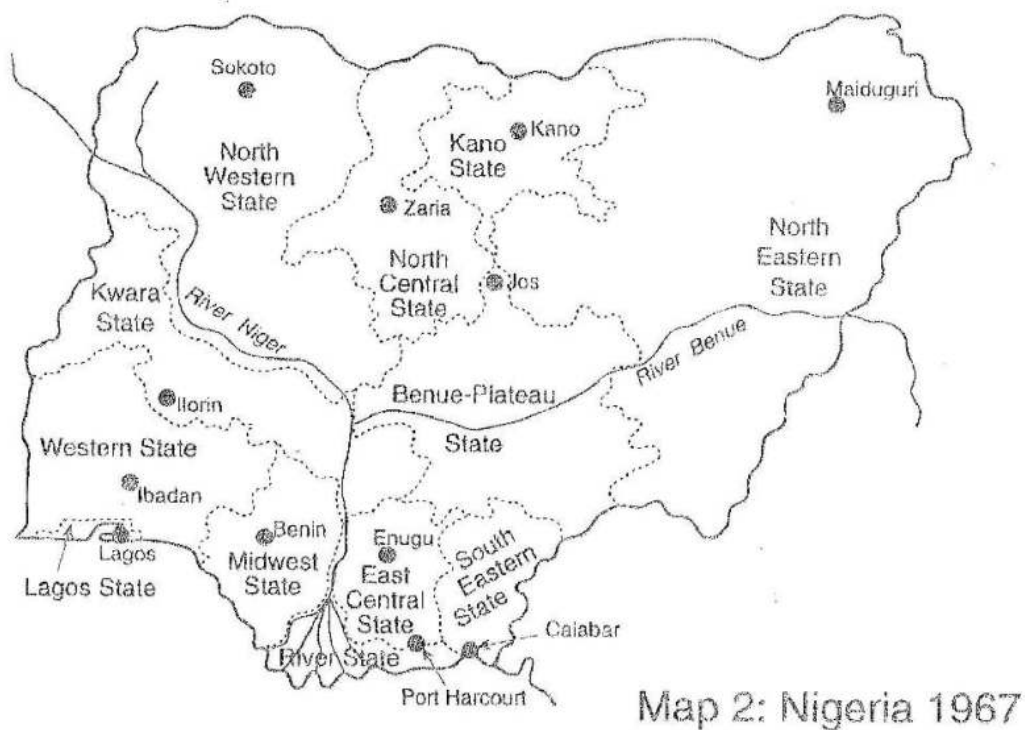 Sokoto
Maiduguri
Kano
Kano
State
North
Western
State
Zaria
North
Eastern
State
North
Central
State
Jos
Kwara
State
River Niger
River Benue
Benue-Plateau
State
Ilorin
Western State
Ibadan
Lagos
Lagos State
Benin
Midwest
State
Enugu
East
Central
State
South
Eastern
State
Calabar
River State
Port Harcourt
Map 2: Nigeria 1967